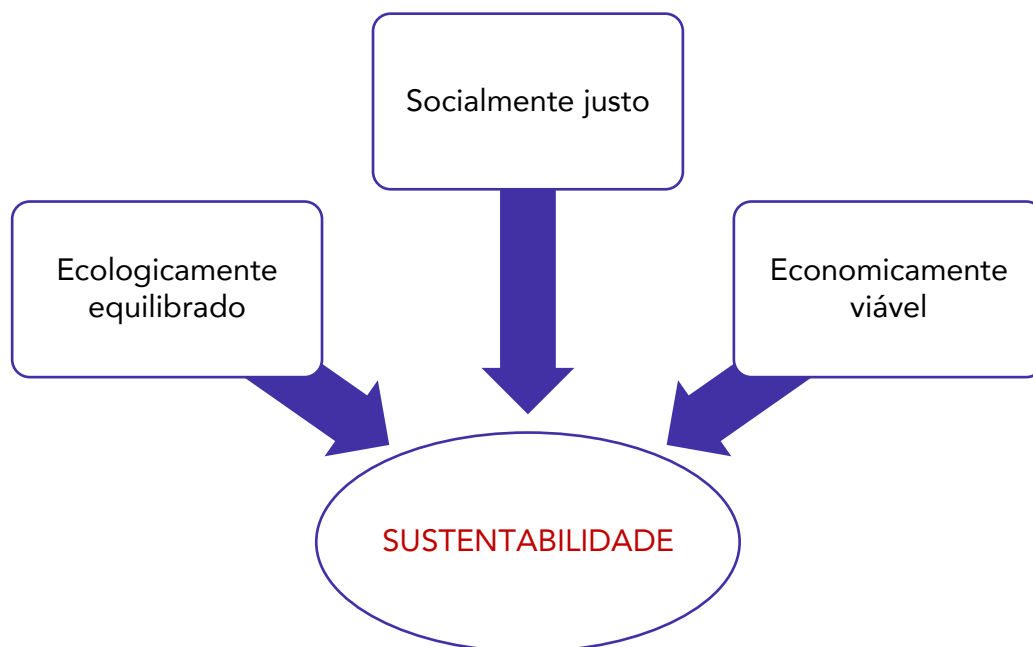 Socialmente justo
Ecologicamente
equilibrado
Economicamente
viável
SUSTENTABILIDADE